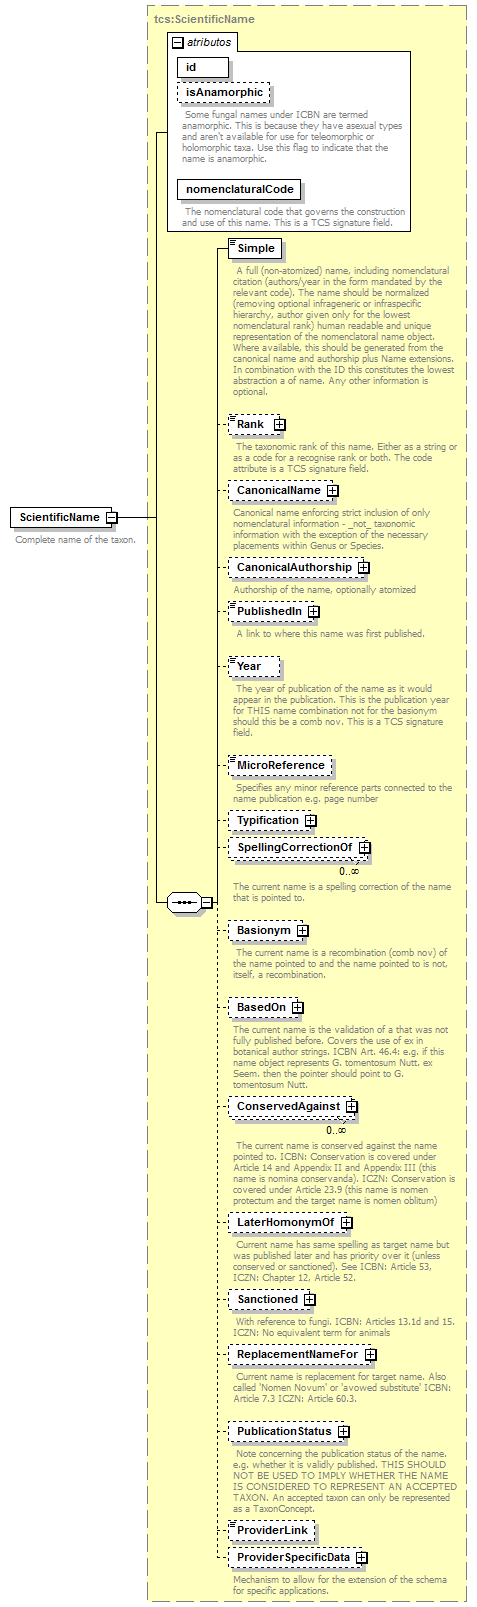 tcs:ScientificName
atributos
id
isAnamorphic
Some fungal names under ICBN are termed
anamorphic. This is because they have asexual types
and aren't available for use for teleomorphic or
holomorphic taxa. Use this flag to indicate that the
name is anamorphic.
nomenclaturalCode
The nomenclatural code that governs the construction
and use of this name. This is a TCS signature field.
ScientificName
Complete name of the taxon.
Simple
A full (non-atomized) name, including nomenclatural
citation (authors/year in the form mandated by the
relevant code). The name should be normalized
(removing optional infrageneric or infraspecific
hierarchy, author given only for the lowest
nomenclatural rank) human readable and unique
representation of the nomenclatoral name object.
Where available, this should be generated from the
canonical name and authorship plus Name extensions.
In combination with the ID this constitutes the lowest
abstraction a of name. Any other information is
optional.
Rank
The taxonomic rank of this name. Either as a string or
as a code for a recognise rank or both. The code
attribute is a TCS signature field.
CanonicalName
Canonical name enforcing strict inclusion of only
nomenclatural information - _not_ taxonomic
information with the exception of the necessary
placements within Genus or Species.
CanonicalAuthorship
Authorship of the name, optionally atomized
PublishedIn
A link to where this name was first published.
Year
The year of publication of the name as it would
appear in the publication. This is the publication year
for THIS name combination not for the basionym
should this be a comb nov. This is a TCS signature
field.
MicroReference
Specifies any minor reference parts connected to the
name publication e.g. page number
Typification
SpellingCorrectionOf
0..∞
The current name is a spelling correction of the name
that is pointed to.
Basionym
The current name is a recombination (comb nov) of
the name pointed to and the name pointed to is not,
itself, a recombination.
BasedOn
The current name is the validation of a that was not
fully published before. Covers the use of ex in
botanical author strings. ICBN Art. 46.4: e.g. if this
name object represents G. tomentosum Nutt. ex
Seem. then the pointer should point to G.
tomentosum Nutt.
ConservedAgainst
0..∞
The current name is conserved against the name
pointed to. ICBN: Conservation is covered under
Article 14 and Appendix II and Appendix III (this
name is nomina conservanda). ICZN: Conservation is
covered under Article 23.9 (this name is nomen
protectum and the target name is nomen oblitum)
LaterHomonymOf
Current name has same spelling as target name but
was published later and has priority over it (unless
conserved or sanctioned). See ICBN: Article 53,
ICZN: Chapter 12, Article 52.
Sanctioned
With reference to fungi. ICBN: Articles 13.1d and 15.
ICZN: No equivalent term for animals
ReplacementNameFor
Current name is replacement for target name. Also
called 'Nomen Novum' or 'avowed substitute' ICBN:
Article 7.3 ICZN: Article 60.3.
PublicationStatus
Note concerning the publication status of the name.
e.g. whether it is validly published. THIS SHOULD
NOT BE USED TO IMPLY WHETHER THE NAME
IS CONSIDERED TO REPRESENT AN ACCEPTED
TAXON. An accepted taxon can only be represented
as a TaxonConcept.
ProviderLink
ProviderSpecificData
Mechanism to allow for the extension of the schema
for specific applications.